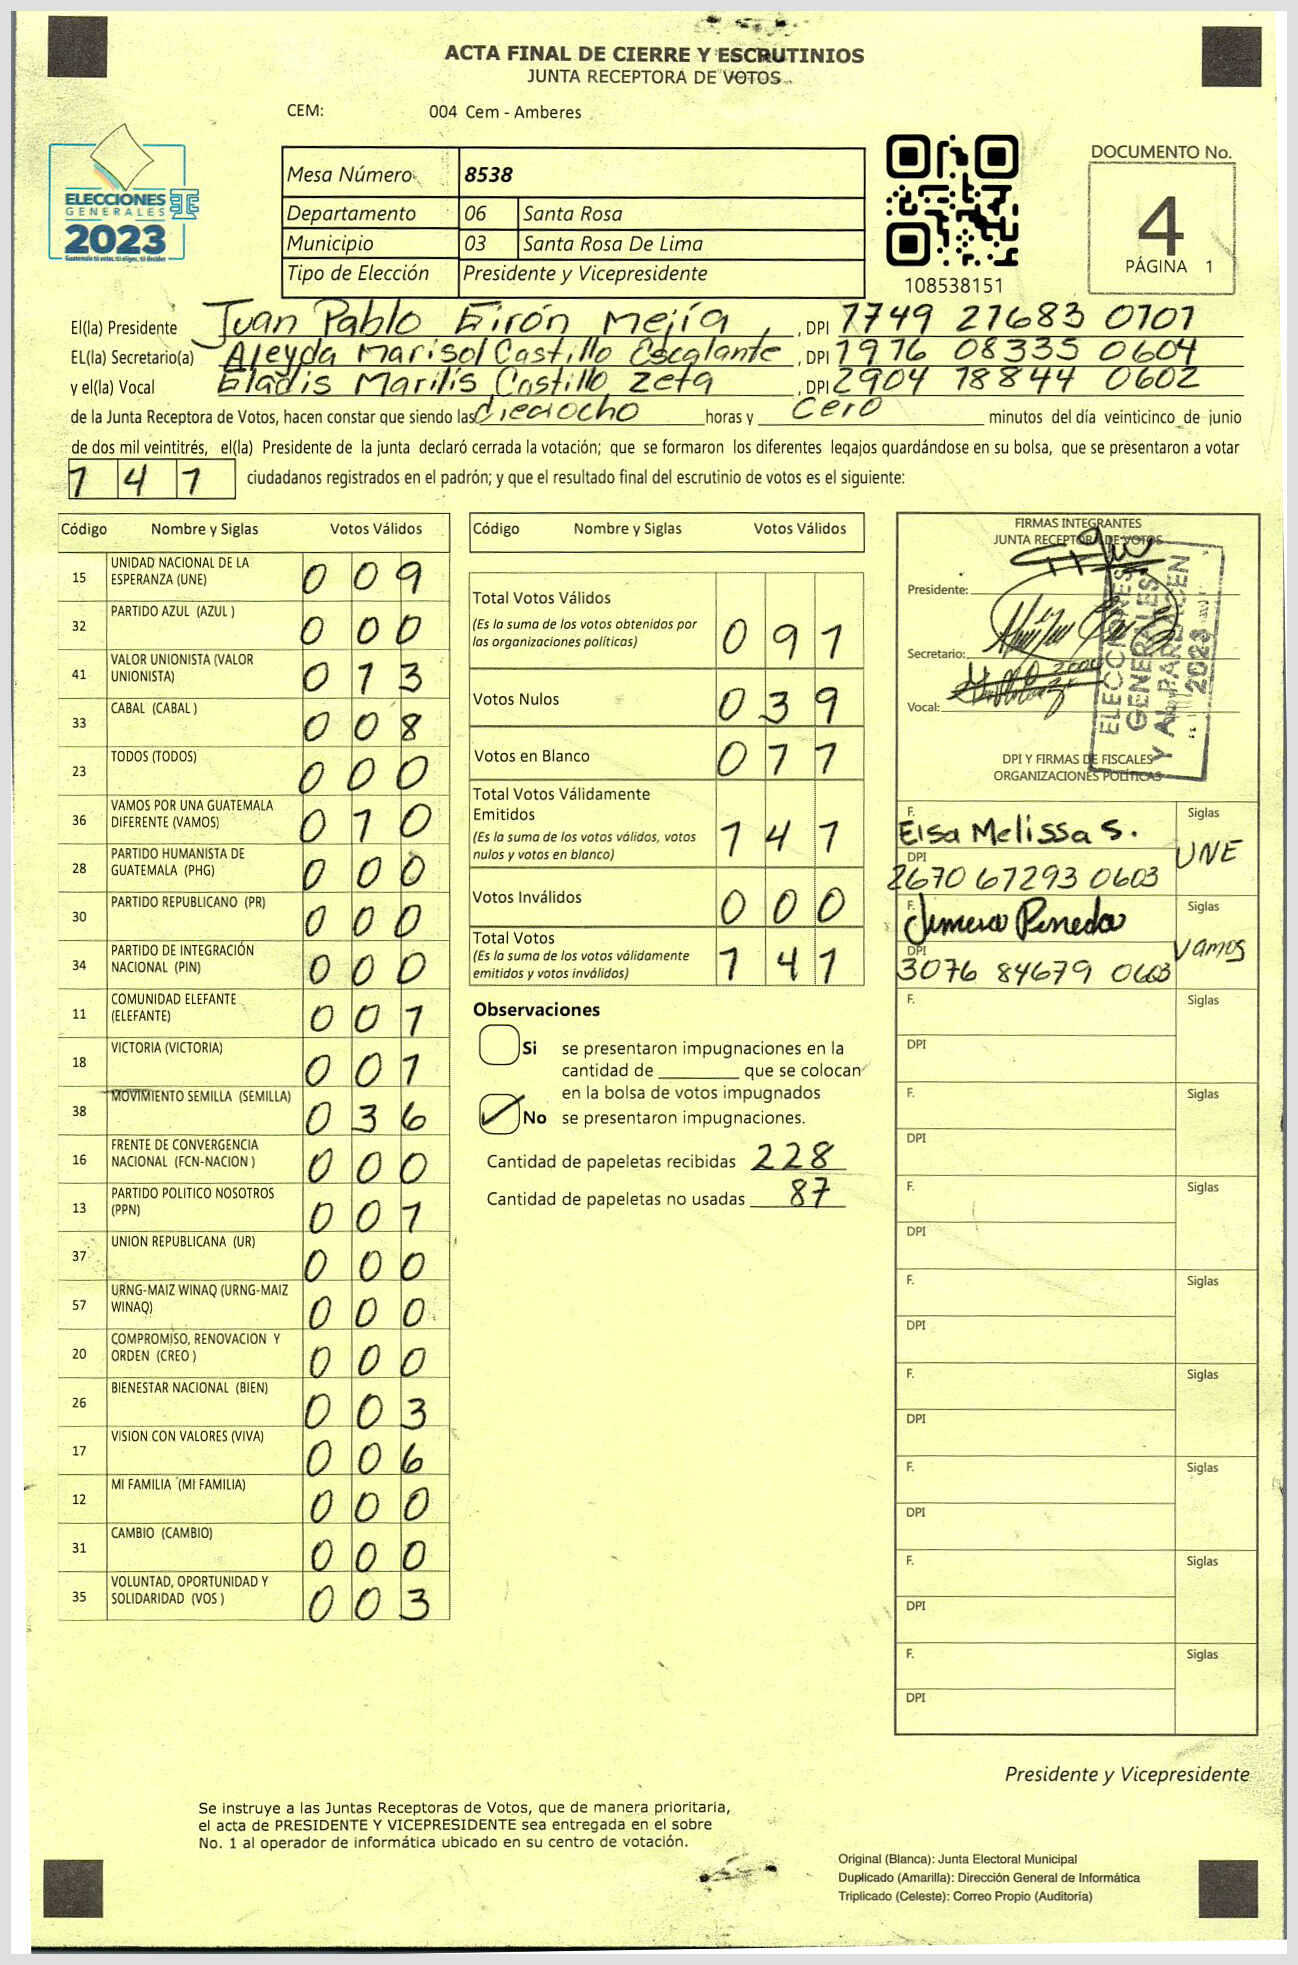 ACTA FINAL DE CIERRE Y ESCRUTINIOS
JUNTA RECEPTORA DE VOTOS
CEM: 004 Cem - Amberes
ELECCIONES
GENERALES
2023
Guatemala tú votas, tú eliges, tú decides
Mesa Número 8538
Departamento 06 Santa Rosa
Municipio 03 Santa Rosa De Lima
Tipo de Elección Presidente y Vicepresidente
108538151
DOCUMENTO No.
4
PÁGINA 1
El(la) Presidente Juan Pablo Girón Mejía, DPI 1749 21683 0101
EL(la) Secretario(a) Aleyda Marisol Castillo Escalante, DPI 1916 08335 0604
y el(la) Vocal Gladis Marilis Castillo Zeta, DPI 2904 18844 0602
de la Junta Receptora de Votos, hacen constar que siendo las dieciocho horas y cero minutos del día veinticinco de junio
de dos mil veintitrés, el(la) Presidente de la junta declaró cerrada la votación; que se formaron los diferentes legajos guardándose en su bolsa, que se presentaron a votar
1 4 1 ciudadanos registrados en el padrón; y que el resultado final del escrutinio de votos es el siguiente:
Código Nombre y Siglas Votos Válidos
15 UNIDAD NACIONAL DE LA ESPERANZA (UNE) 0 0 9
32 PARTIDO AZUL (AZUL ) 0 0 0
41 VALOR UNIONISTA (VALOR UNIONISTA) 0 1 3
33 CABAL (CABAL ) 0 0 8
23 TODOS (TODOS) 0 0 0
36 VAMOS POR UNA GUATEMALA DIFERENTE (VAMOS) 0 1 0
28 PARTIDO HUMANISTA DE GUATEMALA (PHG) 0 0 0
30 PARTIDO REPUBLICANO (PR) 0 0 0
34 PARTIDO DE INTEGRACIÓN NACIONAL (PIN) 0 0 0
11 COMUNIDAD ELEFANTE (ELEFANTE) 0 0 1
18 VICTORIA (VICTORIA) 0 0 1
38 MOVIMIENTO SEMILLA (SEMILLA) 0 3 6
16 FRENTE DE CONVERGENCIA NACIONAL (FCN-NACION ) 0 0 0
13 PARTIDO POLITICO NOSOTROS (PPN) 0 0 1
37 UNION REPUBLICANA (UR) 0 0 0
57 URNG-MAIZ WINAQ (URNG-MAIZ WINAQ) 0 0 0
20 COMPROMISO, RENOVACION Y ORDEN (CREO ) 0 0 0
26 BIENESTAR NACIONAL (BIEN) 0 0 3
17 VISION CON VALORES (VIVA) 0 0 6
12 MI FAMILIA (MI FAMILIA) 0 0 0
31 CAMBIO (CAMBIO) 0 0 0
35 VOLUNTAD, OPORTUNIDAD Y SOLIDARIDAD (VOS ) 0 0 3
Código Nombre y Siglas Votos Válidos
Total Votos Válidos 0 9 1
(Es la suma de los votos obtenidos por
las organizaciones políticas)
Votos Nulos 0 3 9
Votos en Blanco 0 1 1
Total Votos Válidamente
Emitidos 1 4 1
(Es la suma de los votos válidos, votos
nulos y votos en blanco)
Votos Inválidos 0 0 0
Total Votos 1 4 1
(Es la suma de los votos válidamente
emitidos y votos inválidos)
Observaciones
Si se presentaron impugnaciones en la
cantidad de ________ que se colocan
en la bolsa de votos impugnados
No se presentaron impugnaciones.
Cantidad de papeletas recibidas 228
Cantidad de papeletas no usadas 87
FIRMAS INTEGRANTES
JUNTA RECEPTORA DE VOTOS
Presidente:
Secretario:
Vocal:
ELECCIONES
GENERALES
Y AL PARLACEN
2023
DPI Y FIRMAS DE FISCALES
ORGANIZACIONES POLÍTICAS
F. Elsa Melissa S. Siglas UNE
DPI 2670 67293 0603
F. Jimena Pineda Siglas Vamos
DPI 3076 84679 0603
F. Siglas
DPI
F. Siglas
DPI
F. Siglas
DPI
F. Siglas
DPI
F. Siglas
DPI
F. Siglas
DPI
F. Siglas
DPI
F. Siglas
DPI
Presidente y Vicepresidente
Se instruye a las Juntas Receptoras de Votos, que de manera prioritaria,
el acta de PRESIDENTE Y VICEPRESIDENTE sea entregada en el sobre
No. 1 al operador de informática ubicado en su centro de votación.
Original (Blanca): Junta Electoral Municipal
Duplicado (Amarilla): Dirección General de Informática
Triplicado (Celeste): Correo Propio (Auditoría)